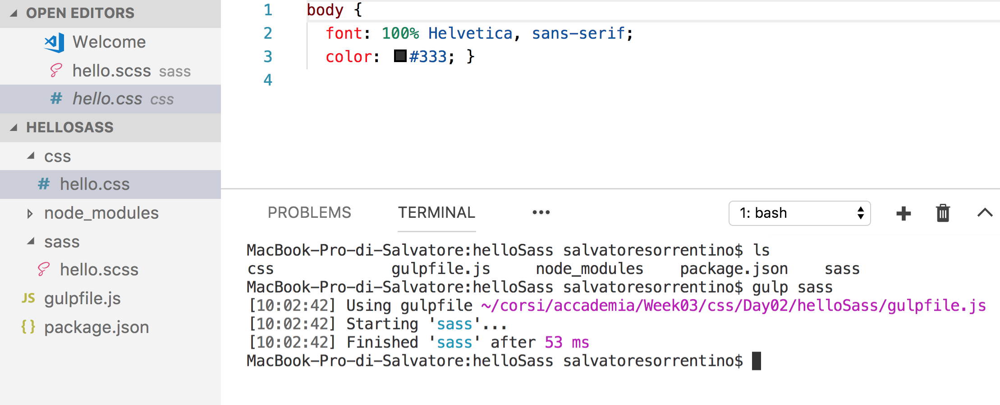 OPEN EDITORS
Welcome
hello.scss sass
# hello.css css
HELLOSASS
css
# hello.css
node_modules
sass
hello.scss
JS gulpfile.js
{} package.json
1 body {
2 font: 100% Helvetica, sans-serif;
3 color: #333; }
4
PROBLEMS TERMINAL ••• 1: bash
MacBook-Pro-di-Salvatore:helloSass salvatoresorrentino$ ls
css gulpfile.js node_modules package.json sass
MacBook-Pro-di-Salvatore:helloSass salvatoresorrentino$ gulp sass
[10:02:42] Using gulpfile ~/corsi/accademia/Week03/css/Day02/helloSass/gulpfile.js
[10:02:42] Starting 'sass'...
[10:02:42] Finished 'sass' after 53 ms
MacBook-Pro-di-Salvatore:helloSass salvatoresorrentino$